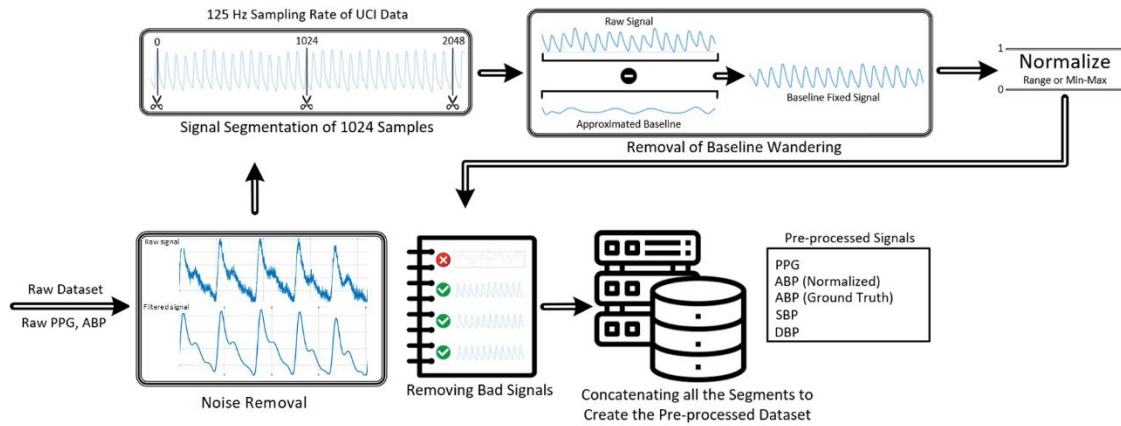 125 Hz Sampling Rate of UCI Data
0
1024
2048
Signal Segmentation of 1024 Samples
Raw Signal
Approximated Baseline
Baseline Fixed Signal
Removal of Baseline Wandering
1
Normalize
Range or Min-Max
0
Raw Dataset
Raw PPG, ABP
Raw signal
Filtered signal
Noise Removal
Removing Bad Signals
Concatenating all the Segments to
Create the Pre-processed Dataset
Pre-processed Signals
PPG
ABP (Normalized)
ABP (Ground Truth)
SBP
DBP